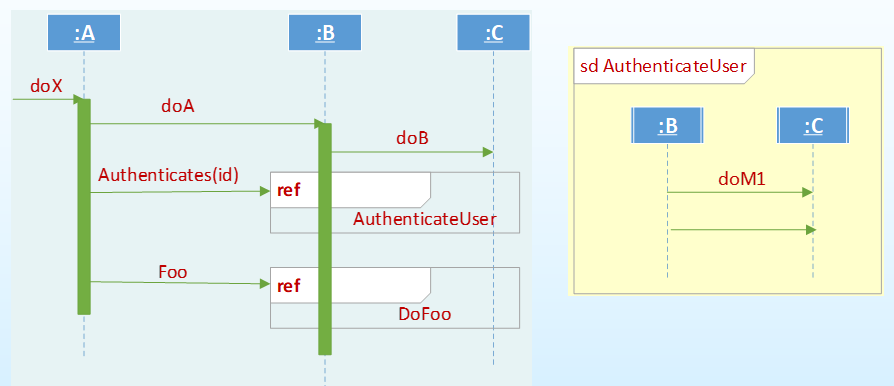 :A
:B
:C
doX
doA
doB
Authenticates(id)
ref
AuthenticateUser
Foo
ref
DoFoo
sd AuthenticateUser
:B
:C
doM1